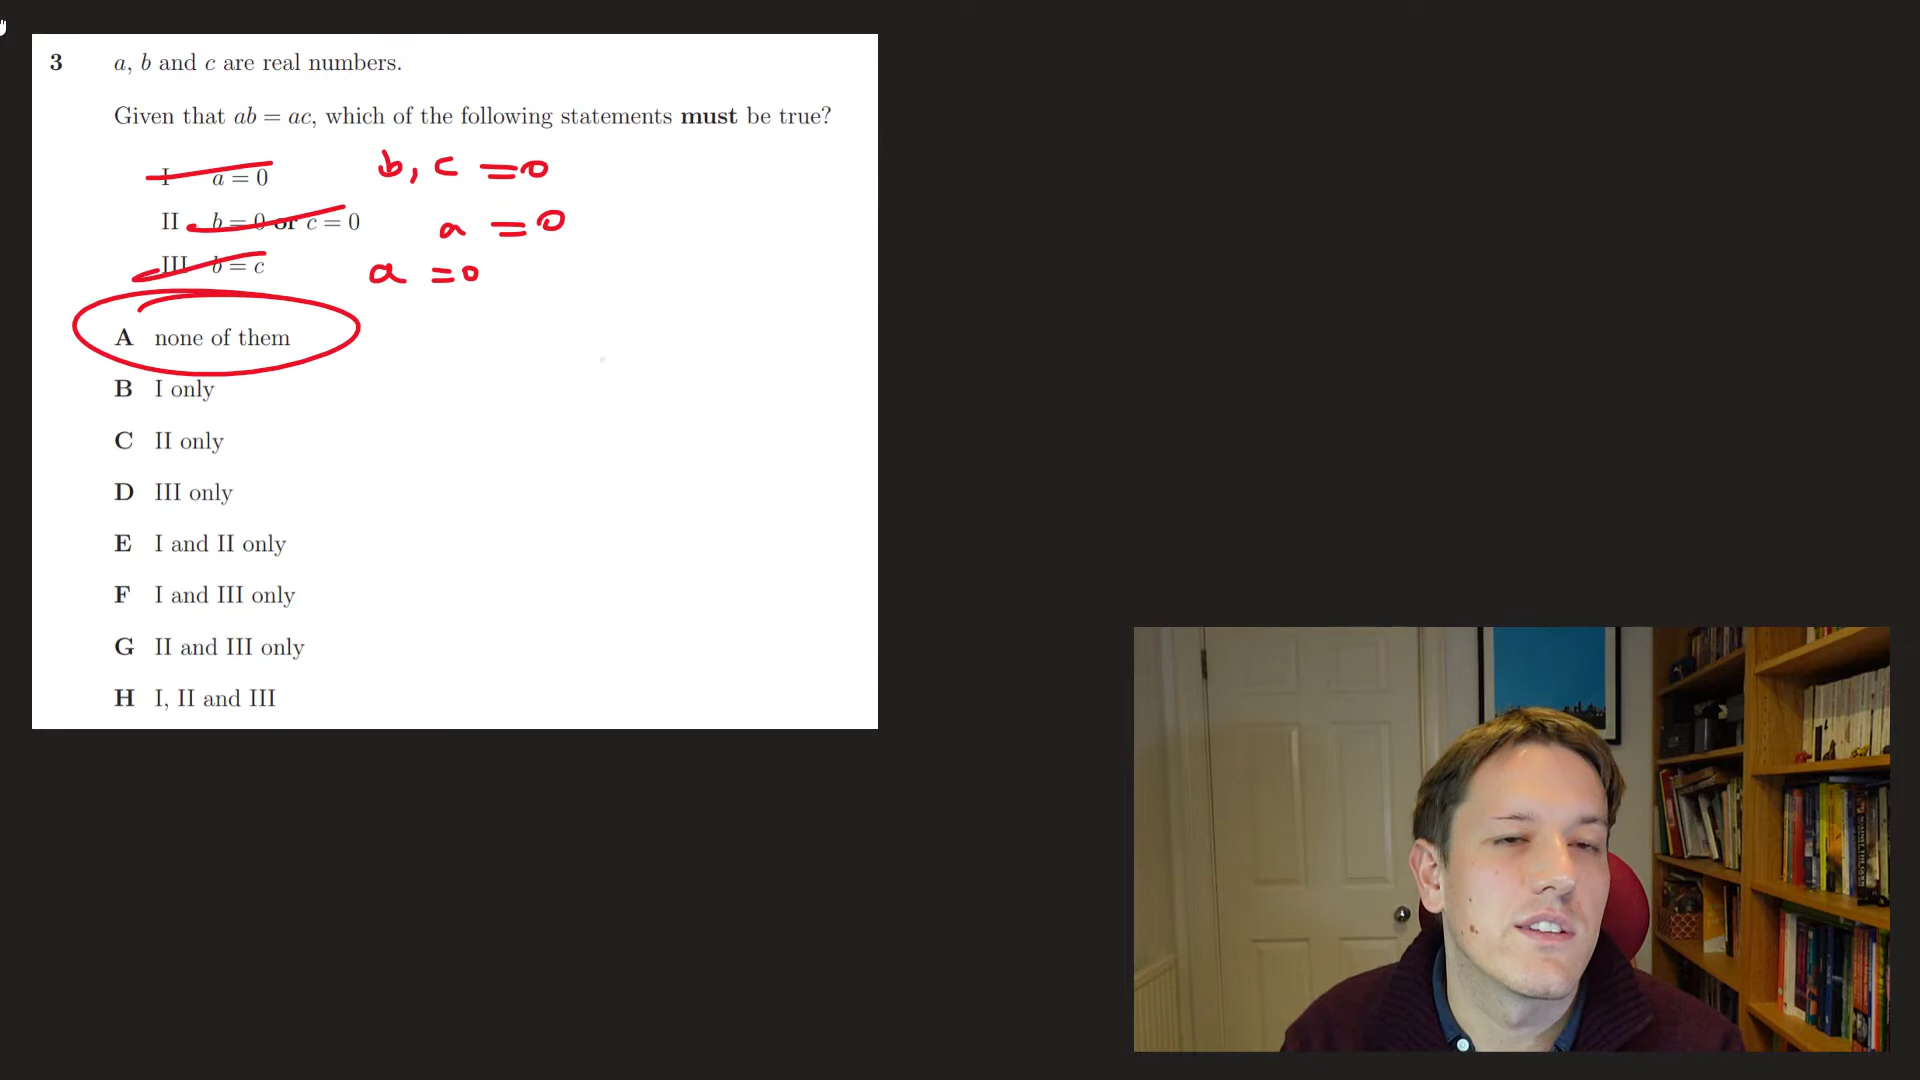 3 a, b and c are real numbers.
Given that ab = ac, which of the following statements must be true?
I a = 0 b, c = 0
II b = 0 or c = 0 a = 0
III b = c a = 0
A none of them
B I only
C II only
D III only
E I and II only
F I and III only
G II and III only
H I, II and III